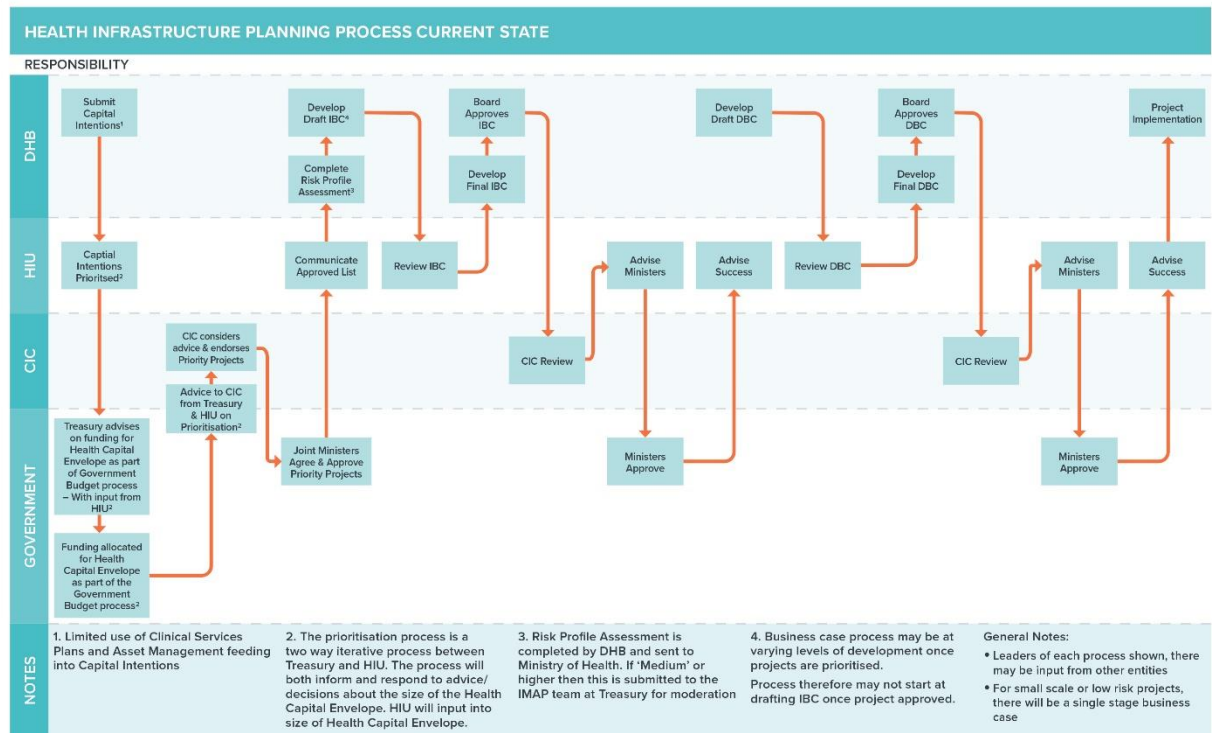 HEALTH INFRASTRUCTURE PLANNING PROCESS CURRENT STATE
RESPONSIBILITY
DHB
Submit
Capital
Intentions¹
Develop
Draft IBC⁴
Complete
Risk Profile
Assessment³
Board
Approves
IBC
Develop
Final IBC
Develop
Draft DBC
Board
Approves
DBC
Develop
Final DBC
Project
Implementation
HIU
Captial
Intentions
Prioritsed²
Communicate
Approved List
Review IBC
Advise
Ministers
Advise
Success
Review DBC
Advise
Ministers
Advise
Success
CIC
CIC considers
advice & endorses
Priority Projects
Advice to CIC
from Treasury
& HIU on
Prioritisation²
CIC Review
CIC Review
GOVERNMENT
Treasury advises
on funding for
Health Capital
Envelope as part
of Government
Budget process
– With input from
HIU²
Funding allocated
for Health
Capital Envelope
as part of the
Government
Budget process²
Joint Ministers
Agree & Approve
Priority Projects
Ministers
Approve
Ministers
Approve
NOTES
1. Limited use of Clinical Services
Plans and Asset Management feeding
into Capital Intentions
2. The prioritisation process is a
two way iterative process between
Treasury and HIU. The process will
both inform and respond to advice/
decisions about the size of the Health
Capital Envelope. HIU will input into
size of Health Capital Envelope.
3. Risk Profile Assessment is
completed by DHB and sent to
Ministry of Health. If ‘Medium’ or
higher then this is submitted to the
IMAP team at Treasury for moderation
4. Business case process may be at
varying levels of development once
projects are prioritised.
Process therefore may not start at
drafting IBC once project approved.
General Notes:
• Leaders of each process shown, there
may be input from other entities
• For small scale or low risk projects,
there will be a single stage business
case